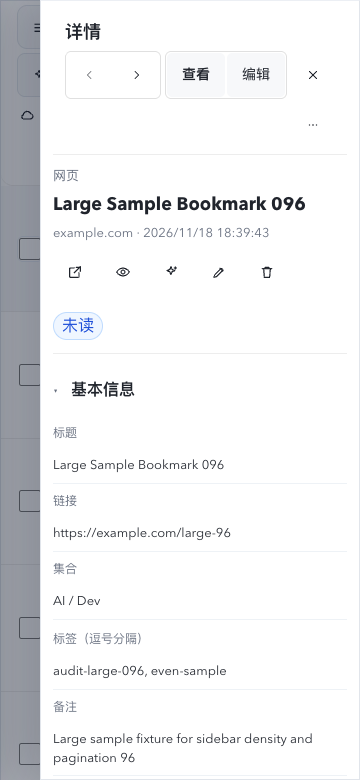 详情
查看 编辑
...
网页
Large Sample Bookmark 096
example.com · 2026/11/18 18:39:43
未读
基本信息
标题
Large Sample Bookmark 096
链接
https://example.com/large-96
集合
AI / Dev
标签（逗号分隔）
audit-large-096, even-sample
备注
Large sample fixture for sidebar density and
pagination 96